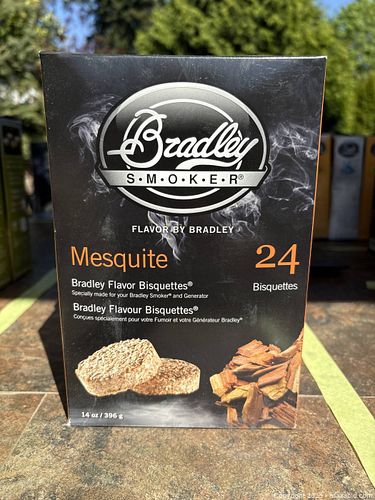 Bradley
S•M•O•K•E•R®
FLAVOR BY BRADLEY
Mesquite
24
Bisquettes
Bradley Flavor Bisquettes®
Specially made for your Bradley Smoker® and Generator
Bradley Flavour Bisquettes®
Conçues spécialement pour votre Fumoir et votre Générateur Bradley®
14 oz / 396 g